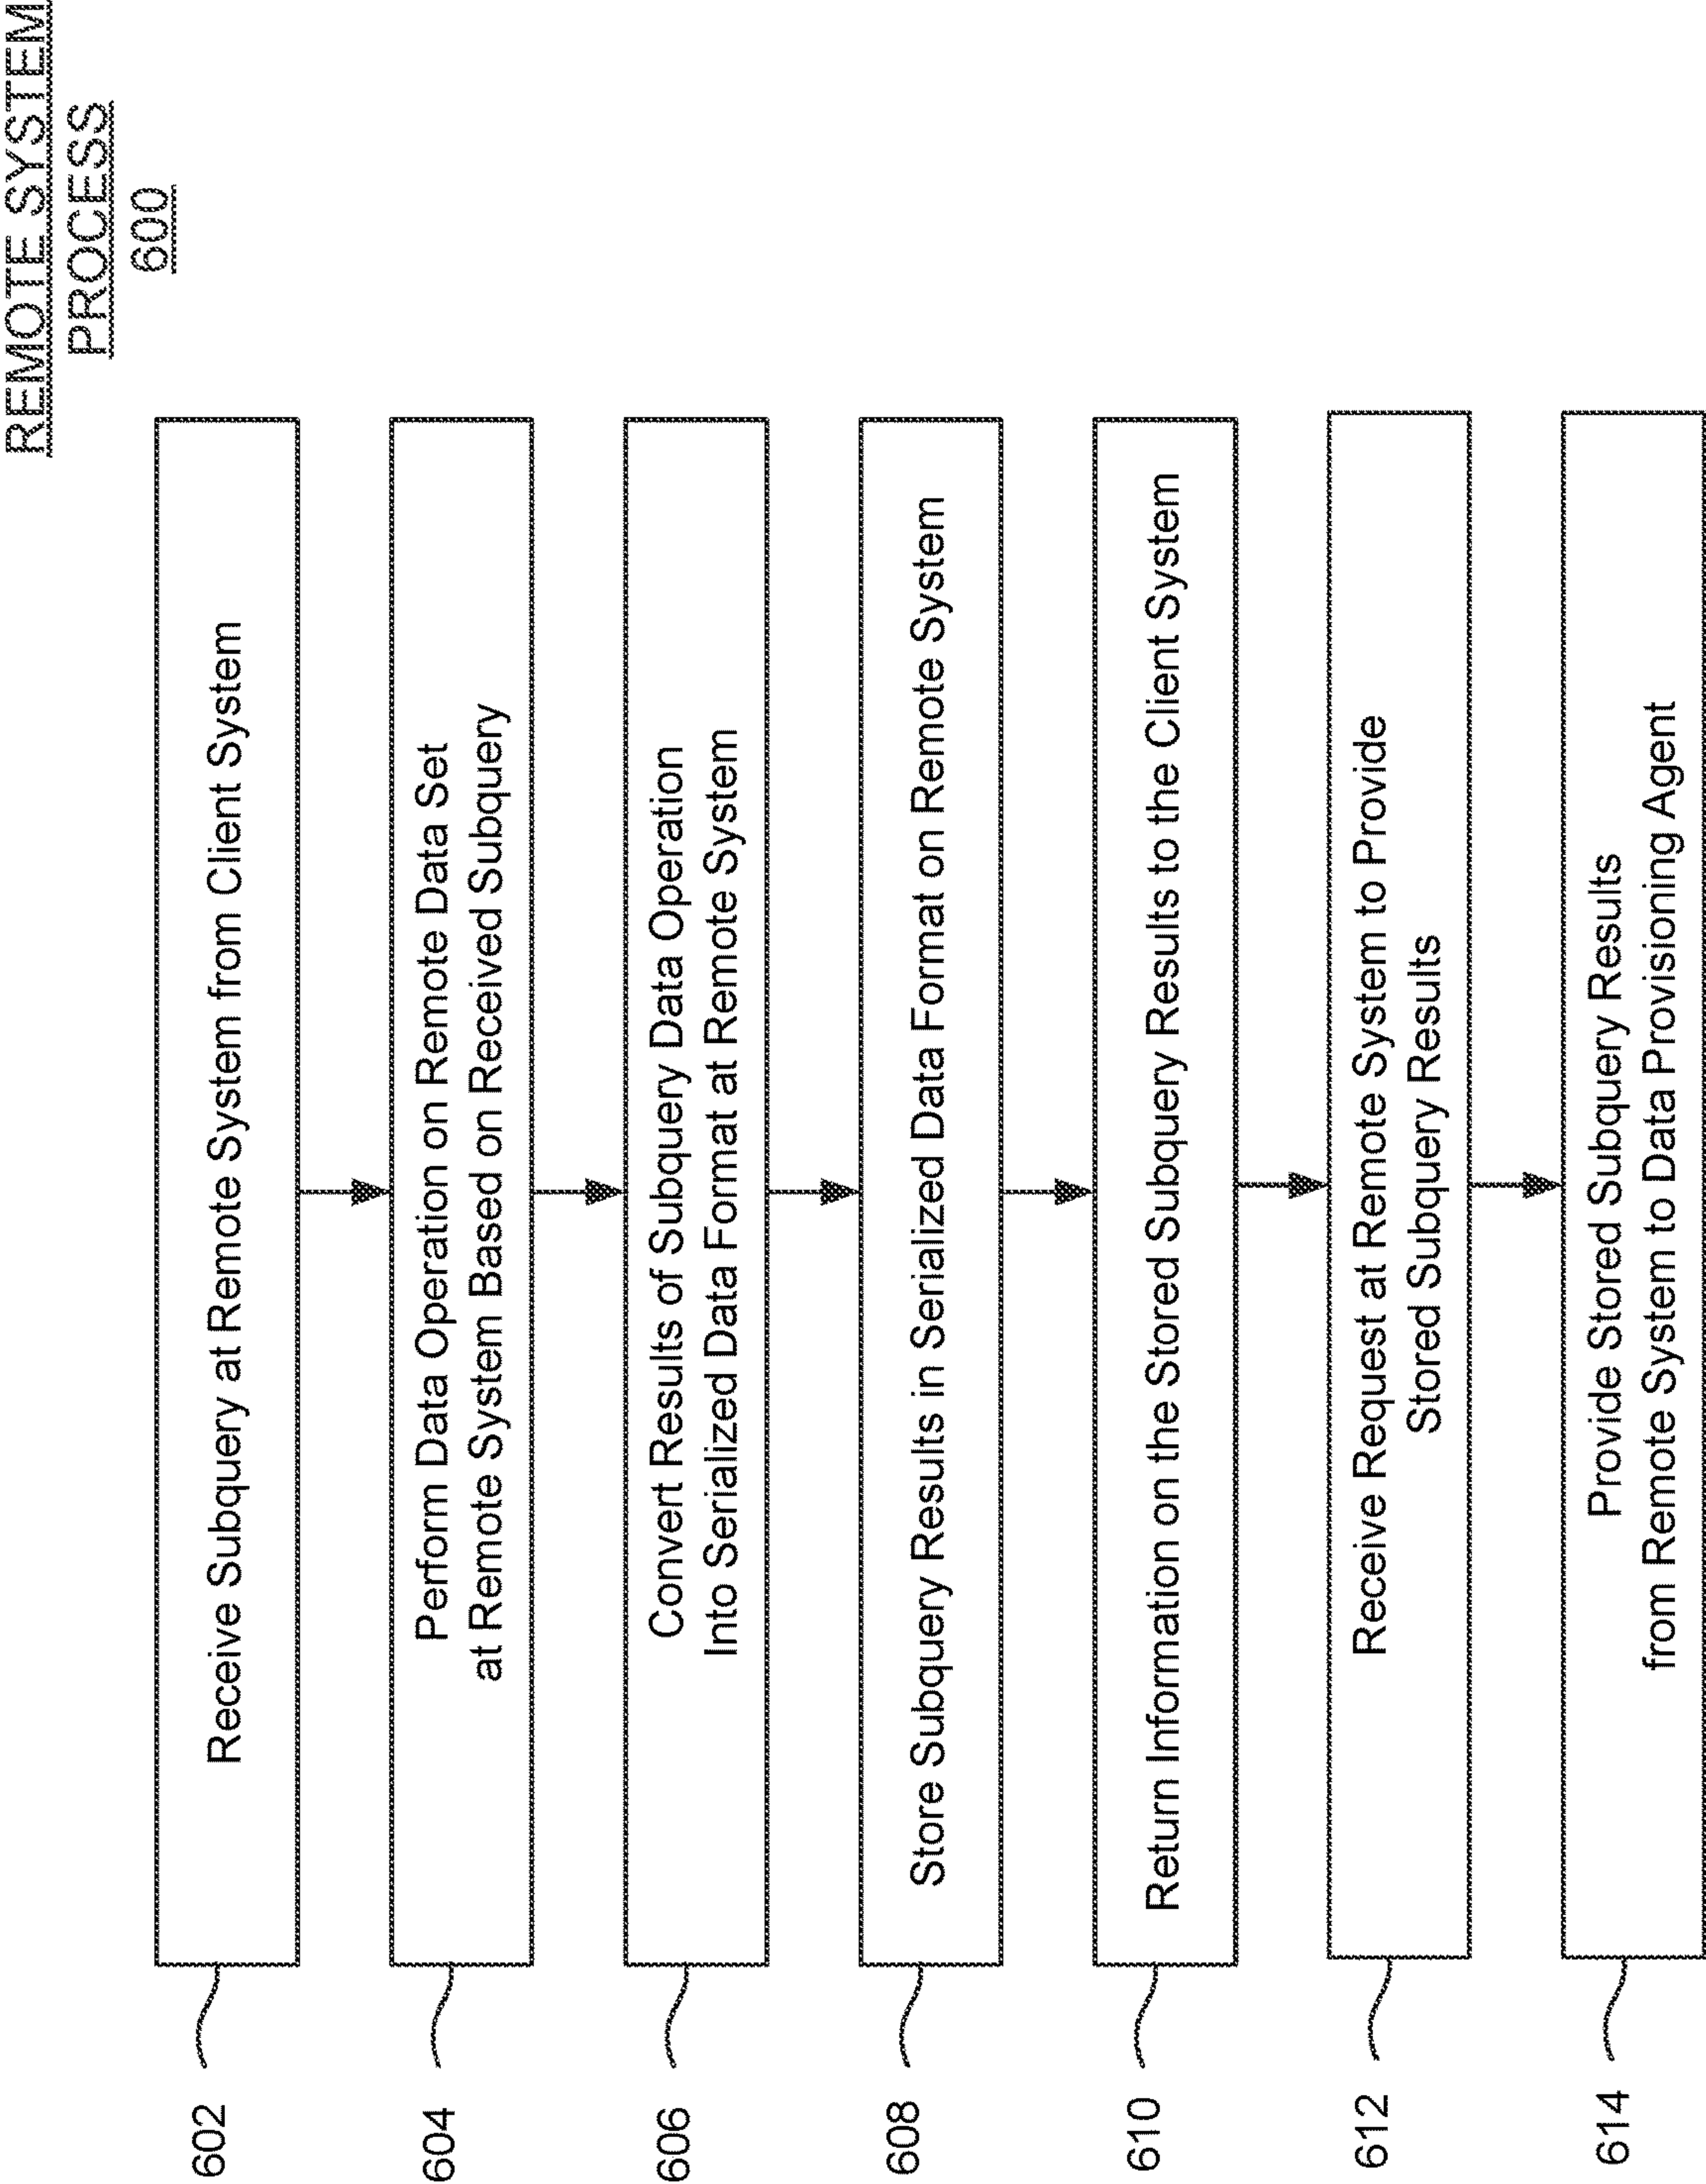 REMOTE SYSTEM
PROCESS
600
602
Receive Subquery at Remote System from Client System
604
Perform Data Operation on Remote Data Set
at Remote System Based on Received Subquery
606
Convert Results of Subquery Data Operation
Into Serialized Data Format at Remote System
608
Store Subquery Results in Serialized Data Format on Remote System
610
Return Information on the Stored Subquery Results to the Client System
612
Receive Request at Remote System to Provide
Stored Subquery Results
614
Provide Stored Subquery Results
from Remote System to Data Provisioning Agent